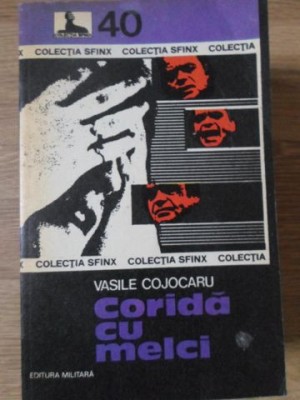 40
X COLECȚIA SFINX COLECȚIA SFINX COLECȚIA
X COLECȚIA SFINX COLECȚIA SFINX COLECȚIA
VASILE COJOCARU
Coridă
cu
melci
EDITURA MILITARĂ